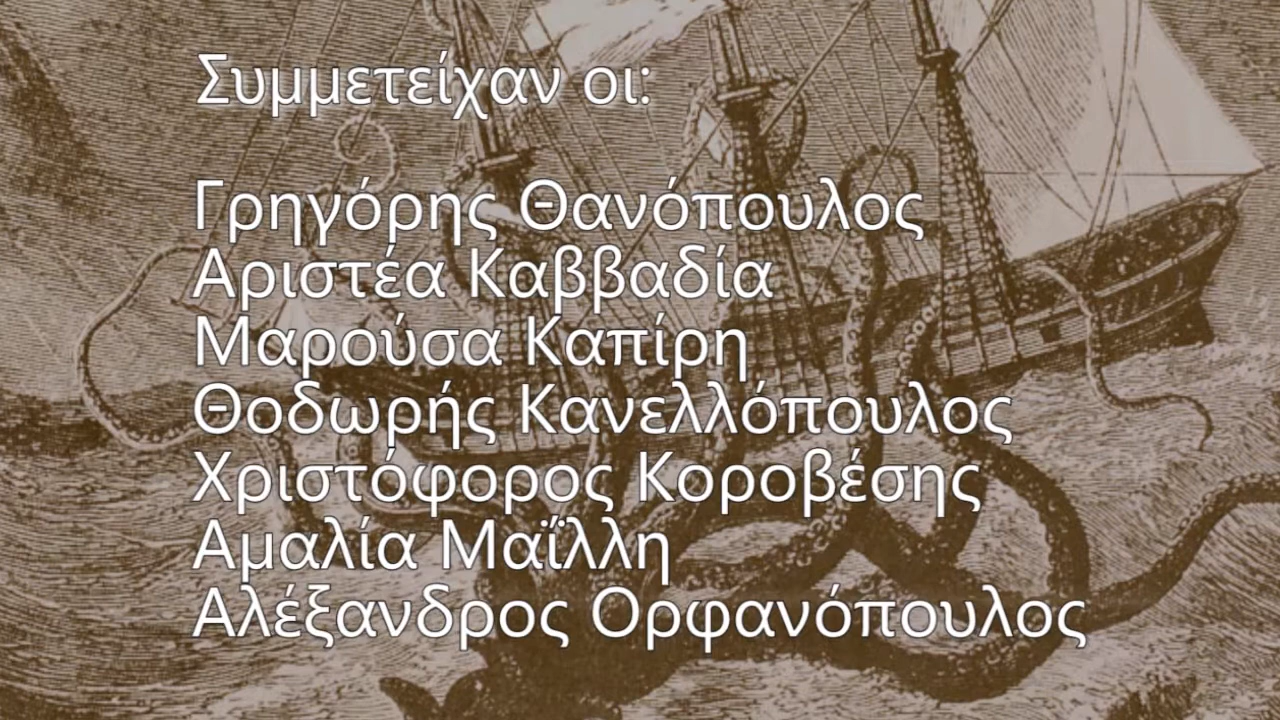 Συμμετείχαν οι:
Γρηγόρης Θανόπουλος
Αριστέα Καββαδία
Μαρούσα Καπίρη
Θοδωρής Κανελλόπουλος
Χριστόφορος Κοροβέσης
Αμαλία Μαΐλλη
Αλέξανδρος Ορφανόπουλος